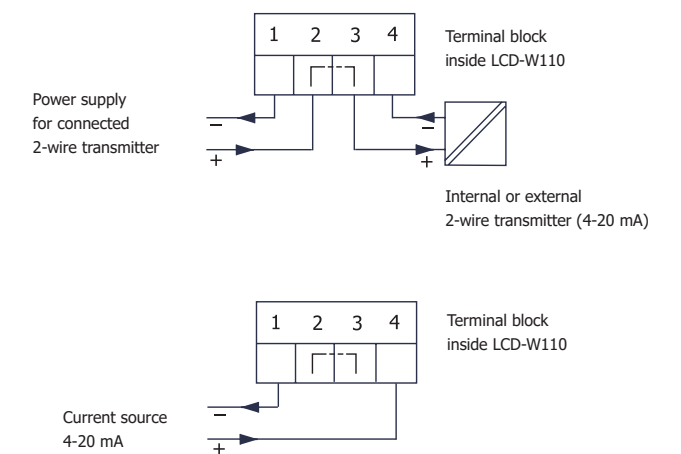 1 2 3 4
Terminal block
inside LCD-W110
Power supply
for connected
2-wire transmitter
−
+
−
+
Internal or external
2-wire transmitter (4-20 mA)
1 2 3 4
Terminal block
inside LCD-W110
Current source
4-20 mA
−
+